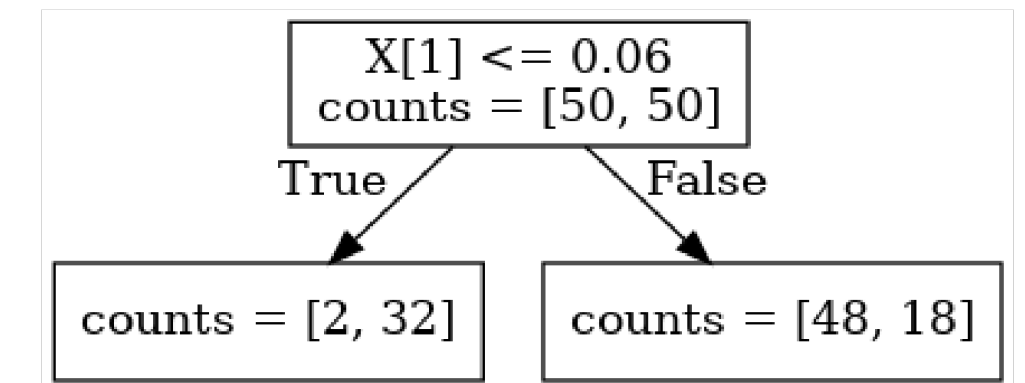 X[1] <= 0.06
counts = [50, 50]
True
False
counts = [2, 32]
counts = [48, 18]